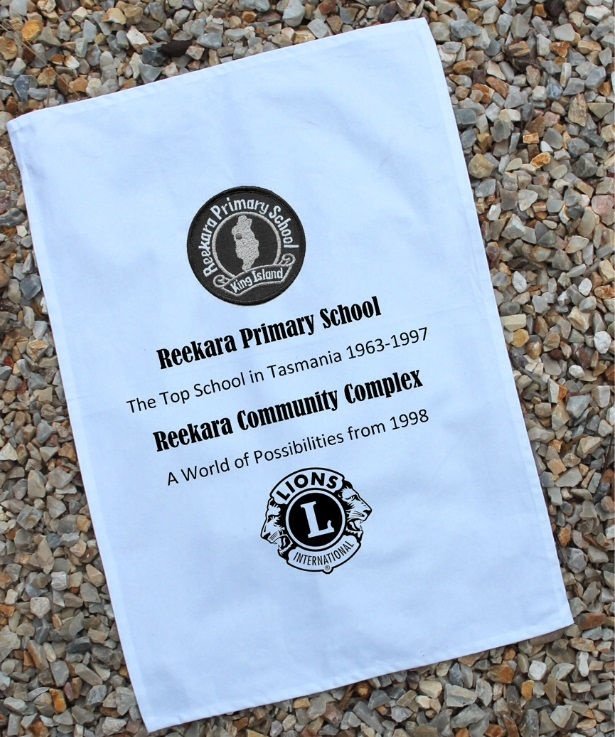 Reekara Primary School
King Island
Reekara Primary School
The Top School in Tasmania 1963-1997
Reekara Community Complex
A World of Possibilities from 1998
LIONS
L
INTERNATIONAL
®